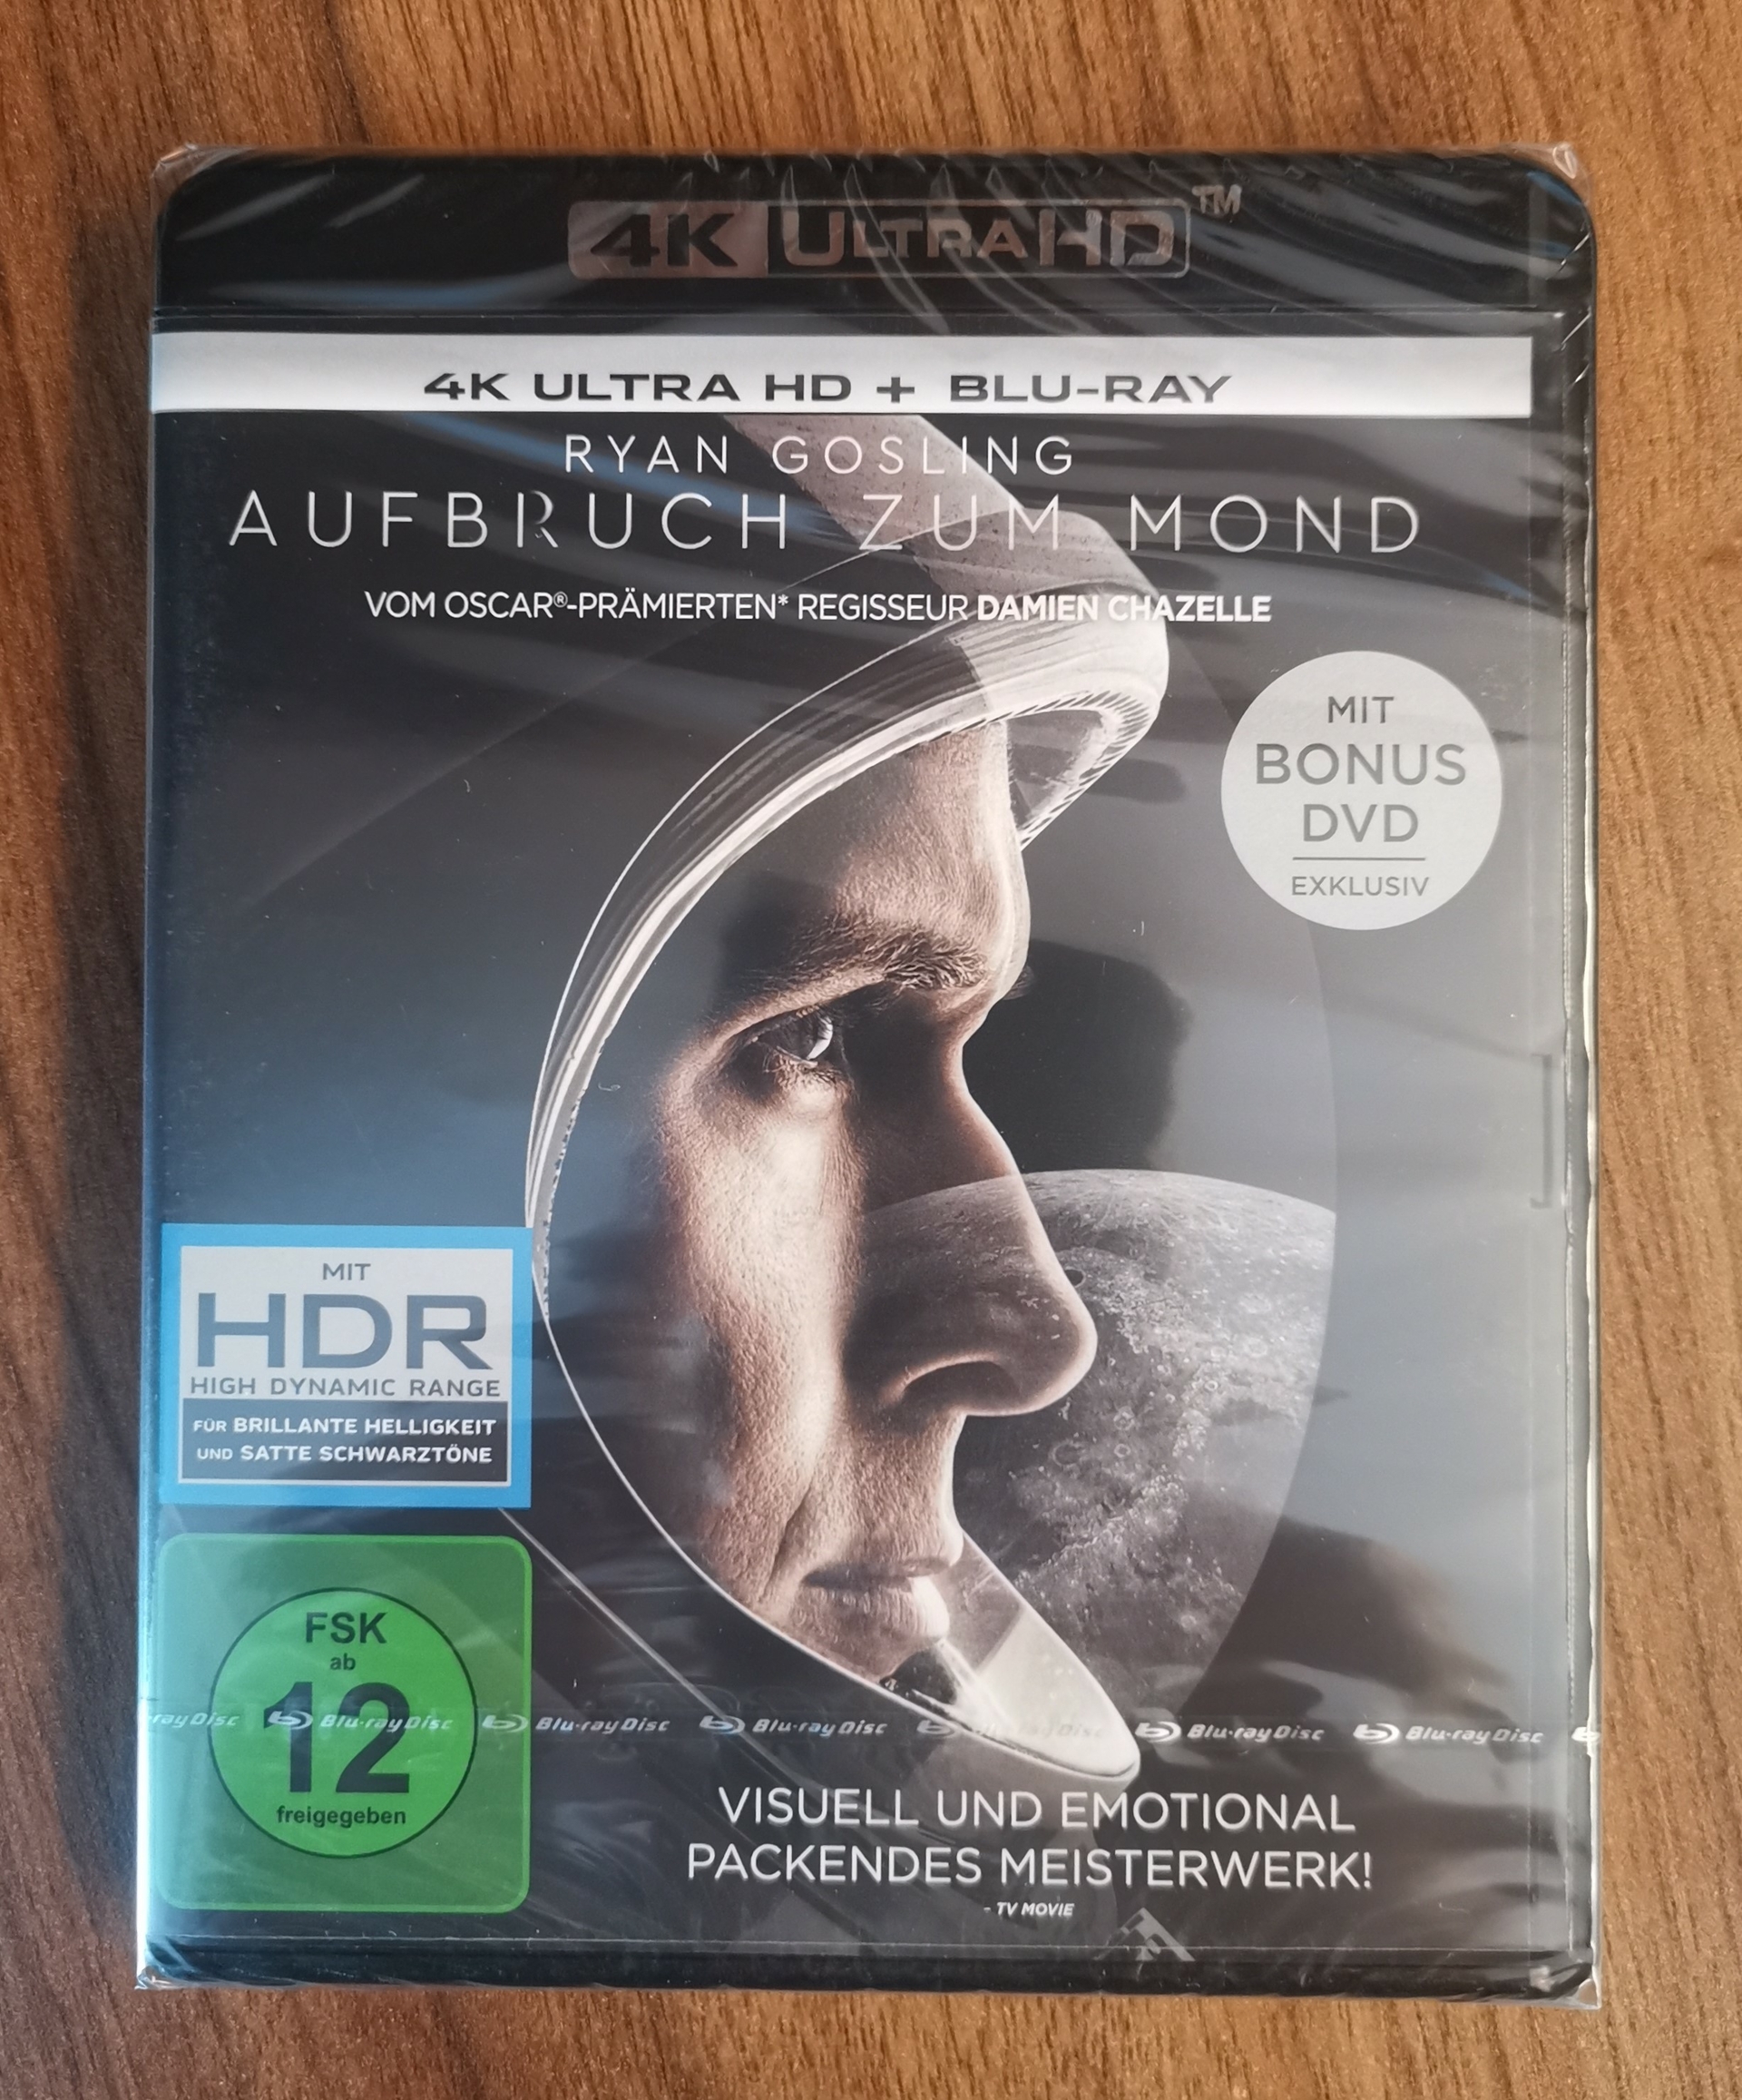 4K ULTRA HD™
4K ULTRA HD + BLU-RAY
RYAN GOSLING
AUFBRUCH ZUM MOND
VOM OSCAR®-PRÄMIERTEN* REGISSEUR DAMIEN CHAZELLE
MIT
BONUS
DVD
EXKLUSIV
MIT
HDR
HIGH DYNAMIC RANGE
FÜR BRILLANTE HELLIGKEIT
UND SATTE SCHWARZTÖNE
FSK
ab
12
freigegeben
ray Disc Blu-ray Disc Blu-ray Disc Blu-ray Disc Blu-ray Disc Blu-ray Disc
VISUELL UND EMOTIONAL
PACKENDES MEISTERWERK!
- TV MOVIE